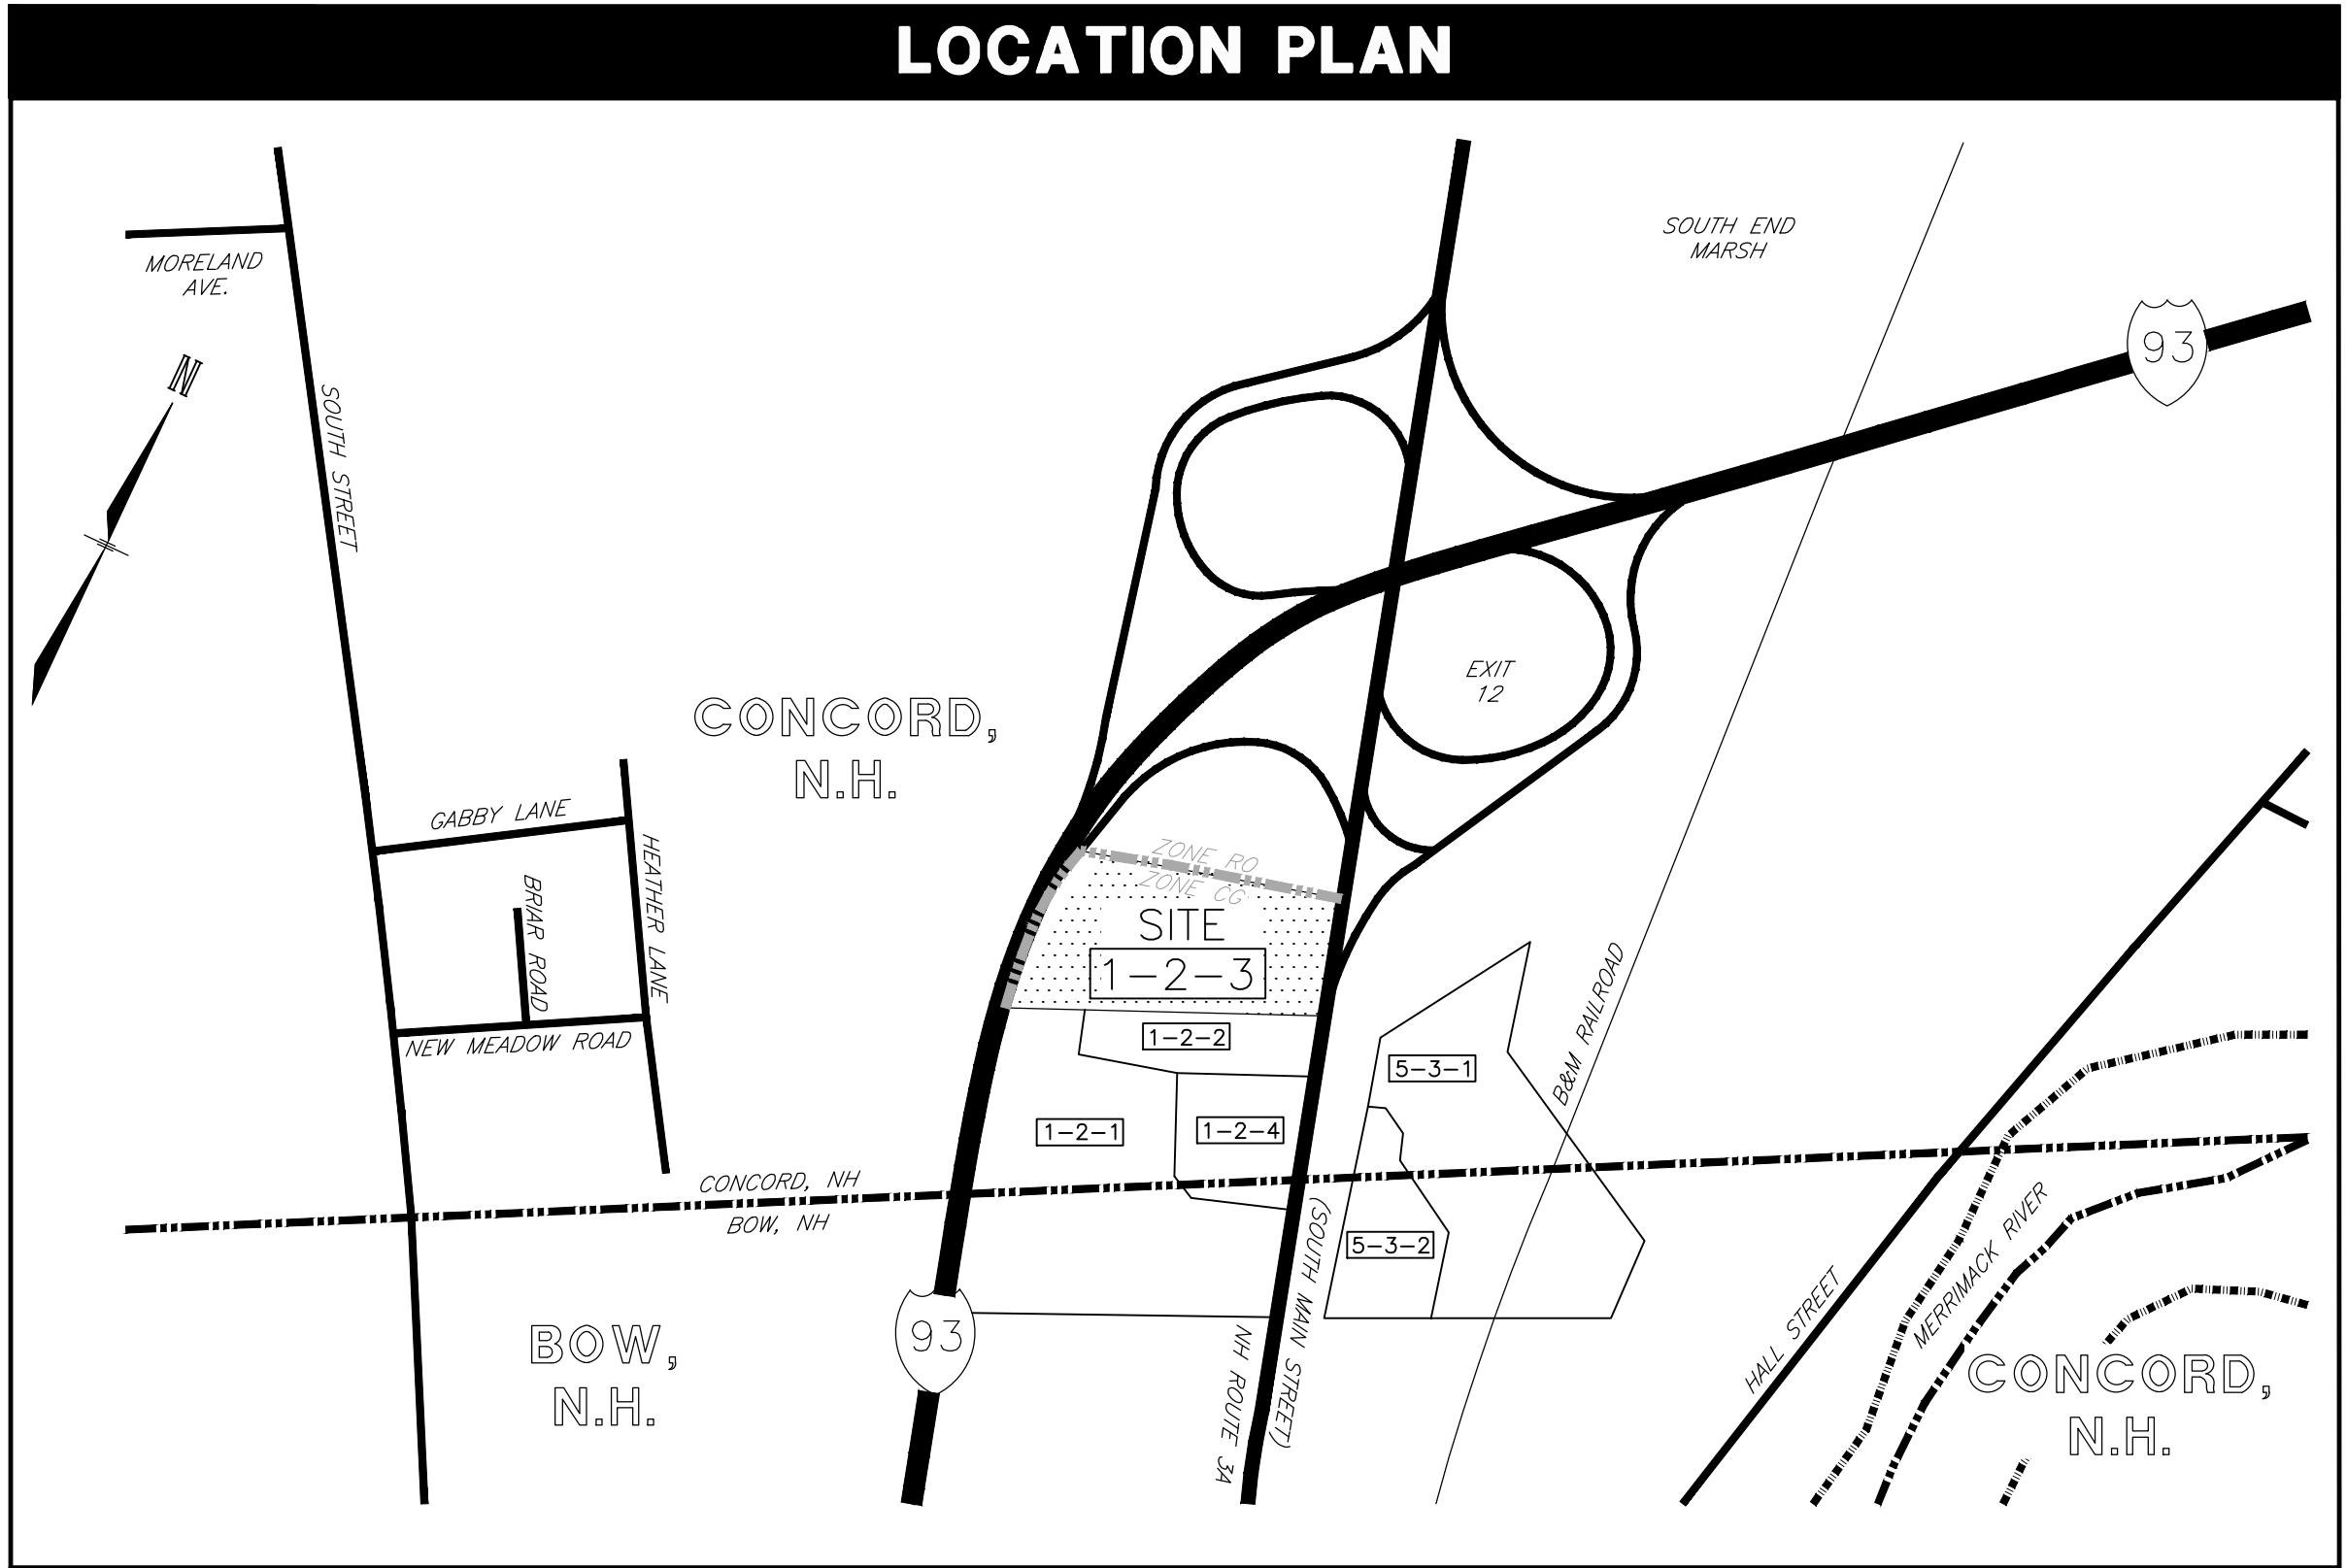 LOCATION PLAN
MORELAND
AVE.
SOUTH END
MARSH
93
N
SOUTH STREET
EXIT
12
CONCORD,
N.H.
GABBY LANE
HEATHER LANE
BRIAR ROAD
NEW MEADOW ROAD
ZONE RO
ZONE CG
SITE
1-2-3
1-2-2
1-2-1
1-2-4
5-3-1
B&M RAILROAD
CONCORD, NH
BOW, NH
5-3-2
(SOUTH MAIN STREET)
NH ROUTE 3A
93
BOW,
N.H.
HALL STREET
MERRIMACK RIVER
CONCORD,
N.H.